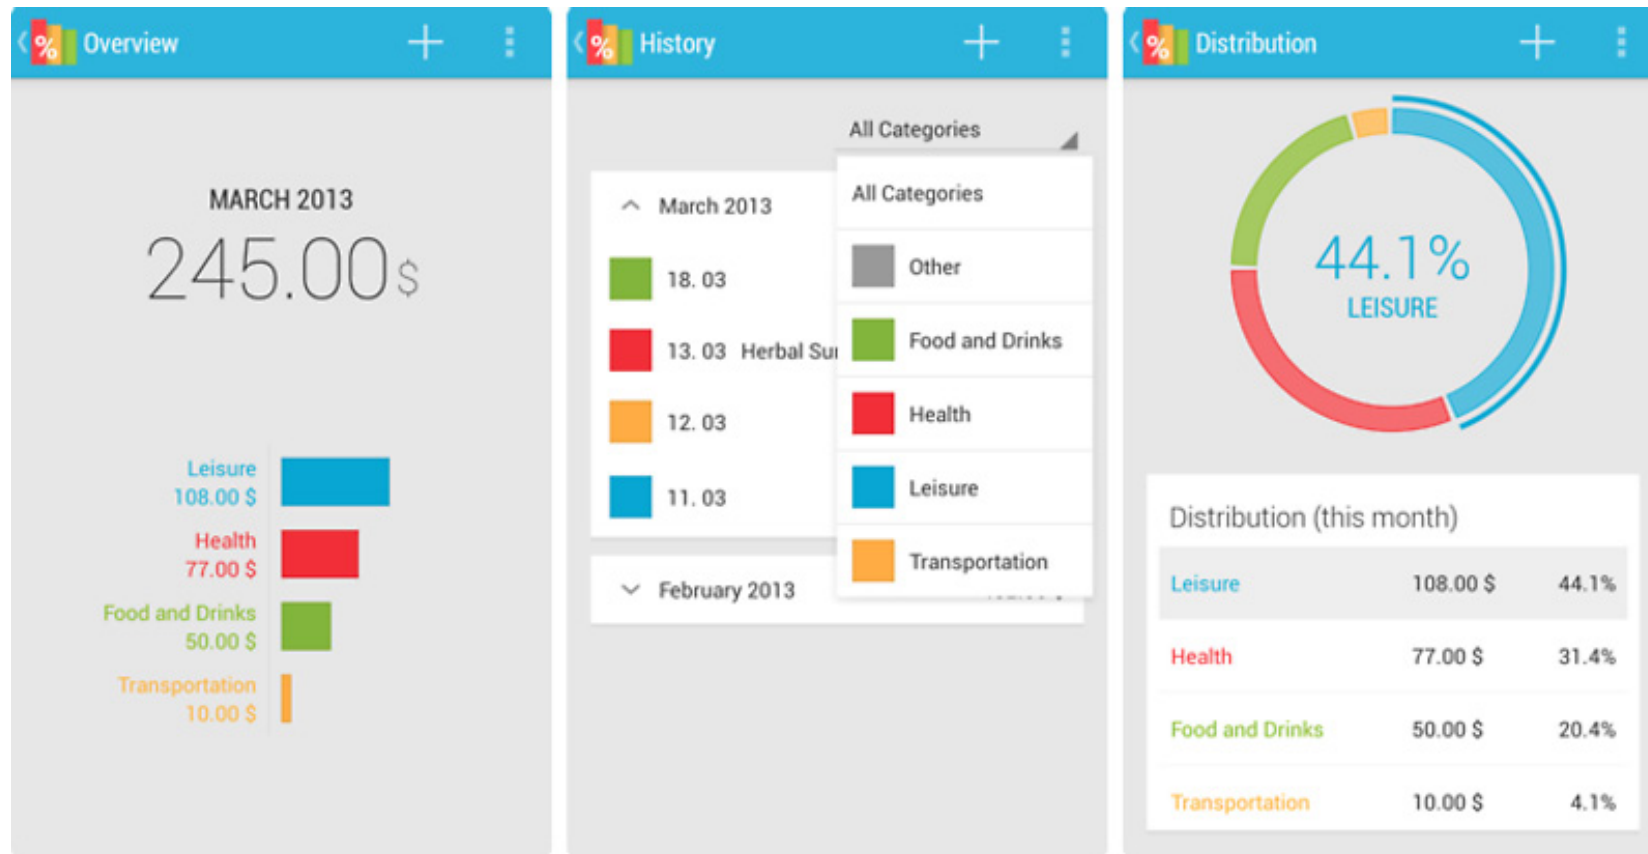 % Overview
MARCH 2013
245.00 $
Leisure
108.00 $
Health
77.00 $
Food and Drinks
50.00 $
Transportation
10.00 $
% History
All Categories
All Categories
Other
Food and Drinks
Health
Leisure
Transportation
March 2013
18. 03
13. 03 Herbal
12. 03
11. 03
February 2013
% Distribution
44.1%
LEISURE
Distribution (this month)
Leisure 108.00 $ 44.1%
Health 77.00 $ 31.4%
Food and Drinks 50.00 $ 20.4%
Transportation 10.00 $ 4.1%